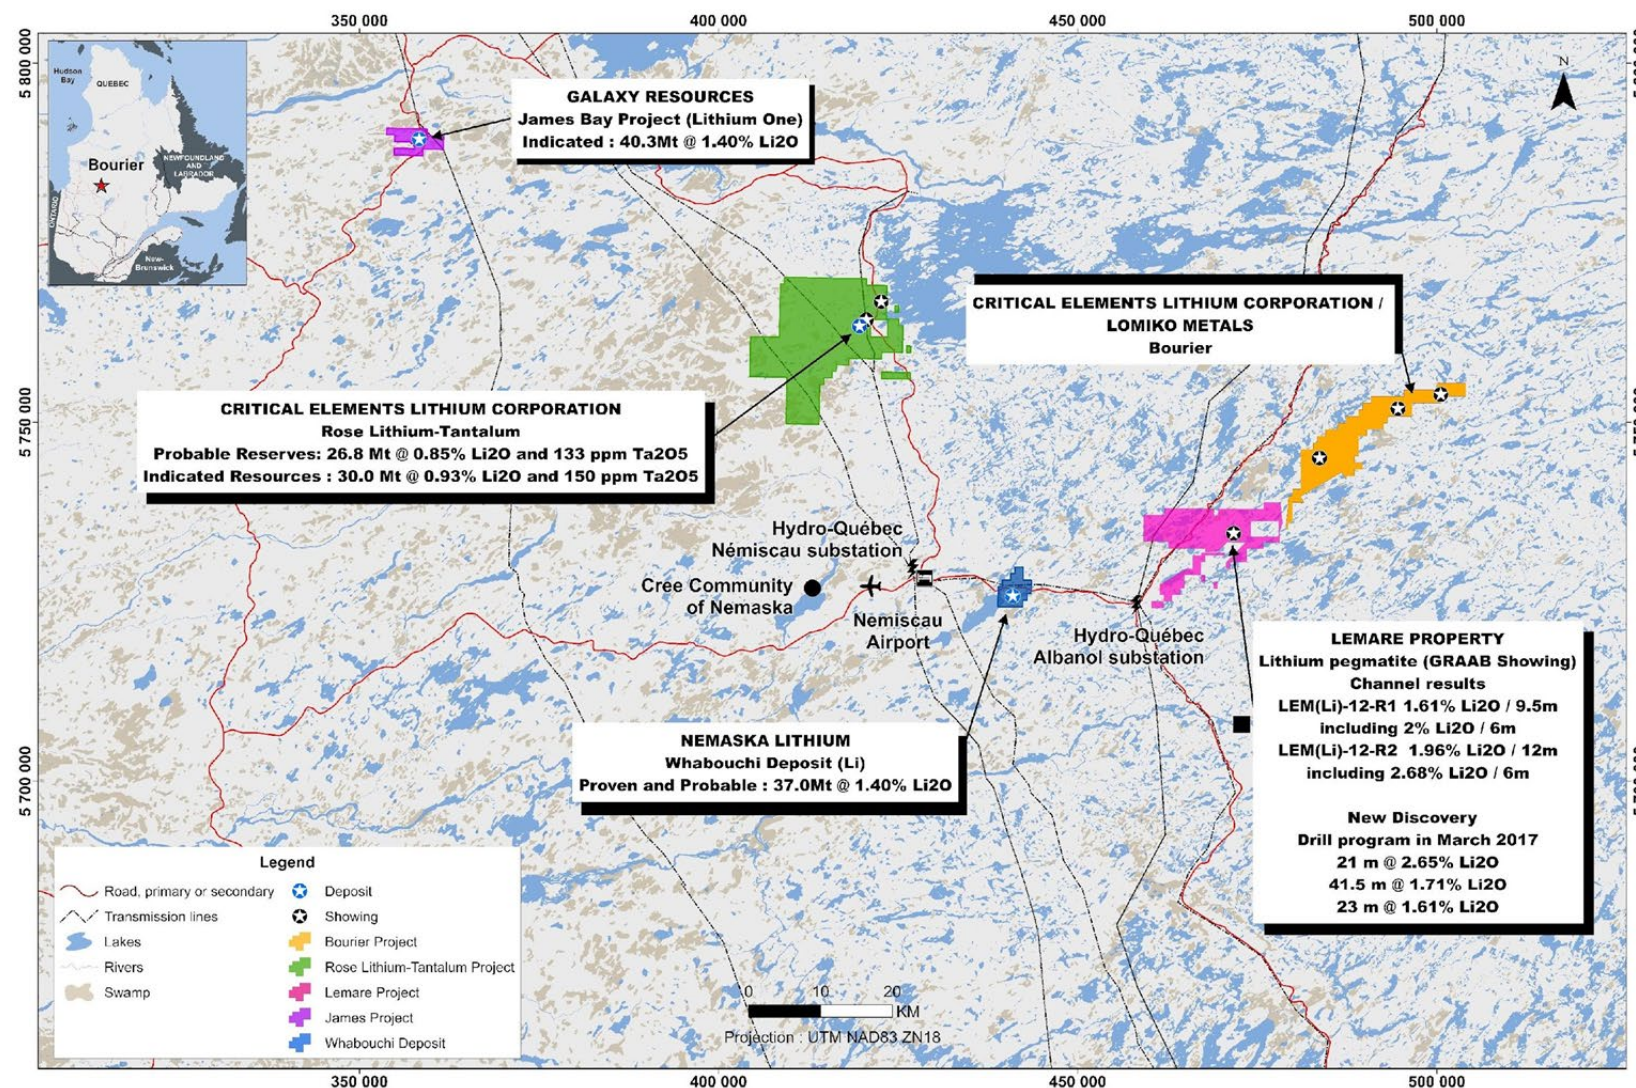 350 000
400 000
450 000
500 000
5 800 000
5 750 000
5 700 000
Hudson
Bay
QUEBEC
Bourier
NEWFOUNDLAND
AND
LABRADOR
ONTARIO
New-
Brunswick
N
GALAXY RESOURCES
James Bay Project (Lithium One)
Indicated : 40.3Mt @ 1.40% Li2O
CRITICAL ELEMENTS LITHIUM CORPORATION /
LOMIKO METALS
Bourier
CRITICAL ELEMENTS LITHIUM CORPORATION
Rose Lithium-Tantalum
Probable Reserves: 26.8 Mt @ 0.85% Li2O and 133 ppm Ta2O5
Indicated Resources : 30.0 Mt @ 0.93% Li2O and 150 ppm Ta2O5
Hydro-Québec
Némiscau substation
Cree Community
of Nemaska
Nemiscau
Airport
Hydro-Québec
Albanol substation
LEMARE PROPERTY
Lithium pegmatite (GRAAB Showing)
Channel results
LEM(Li)-12-R1 1.61% Li2O / 9.5m
including 2% Li2O / 6m
LEM(Li)-12-R2 1.96% Li2O / 12m
including 2.68% Li2O / 6m
New Discovery
Drill program in March 2017
21 m @ 2.65% Li2O
41.5 m @ 1.71% Li2O
23 m @ 1.61% Li2O
NEMASKA LITHIUM
Whabouchi Deposit (Li)
Proven and Probable : 37.0Mt @ 1.40% Li2O
Legend
Road, primary or secondary
Transmission lines
Lakes
Rivers
Swamp
Deposit
Showing
Bourier Project
Rose Lithium-Tantalum Project
Lemare Project
James Project
Whabouchi Deposit
0 10 20
KM
Projection : UTM NAD83 ZN18
350 000
400 000
450 000
500 000